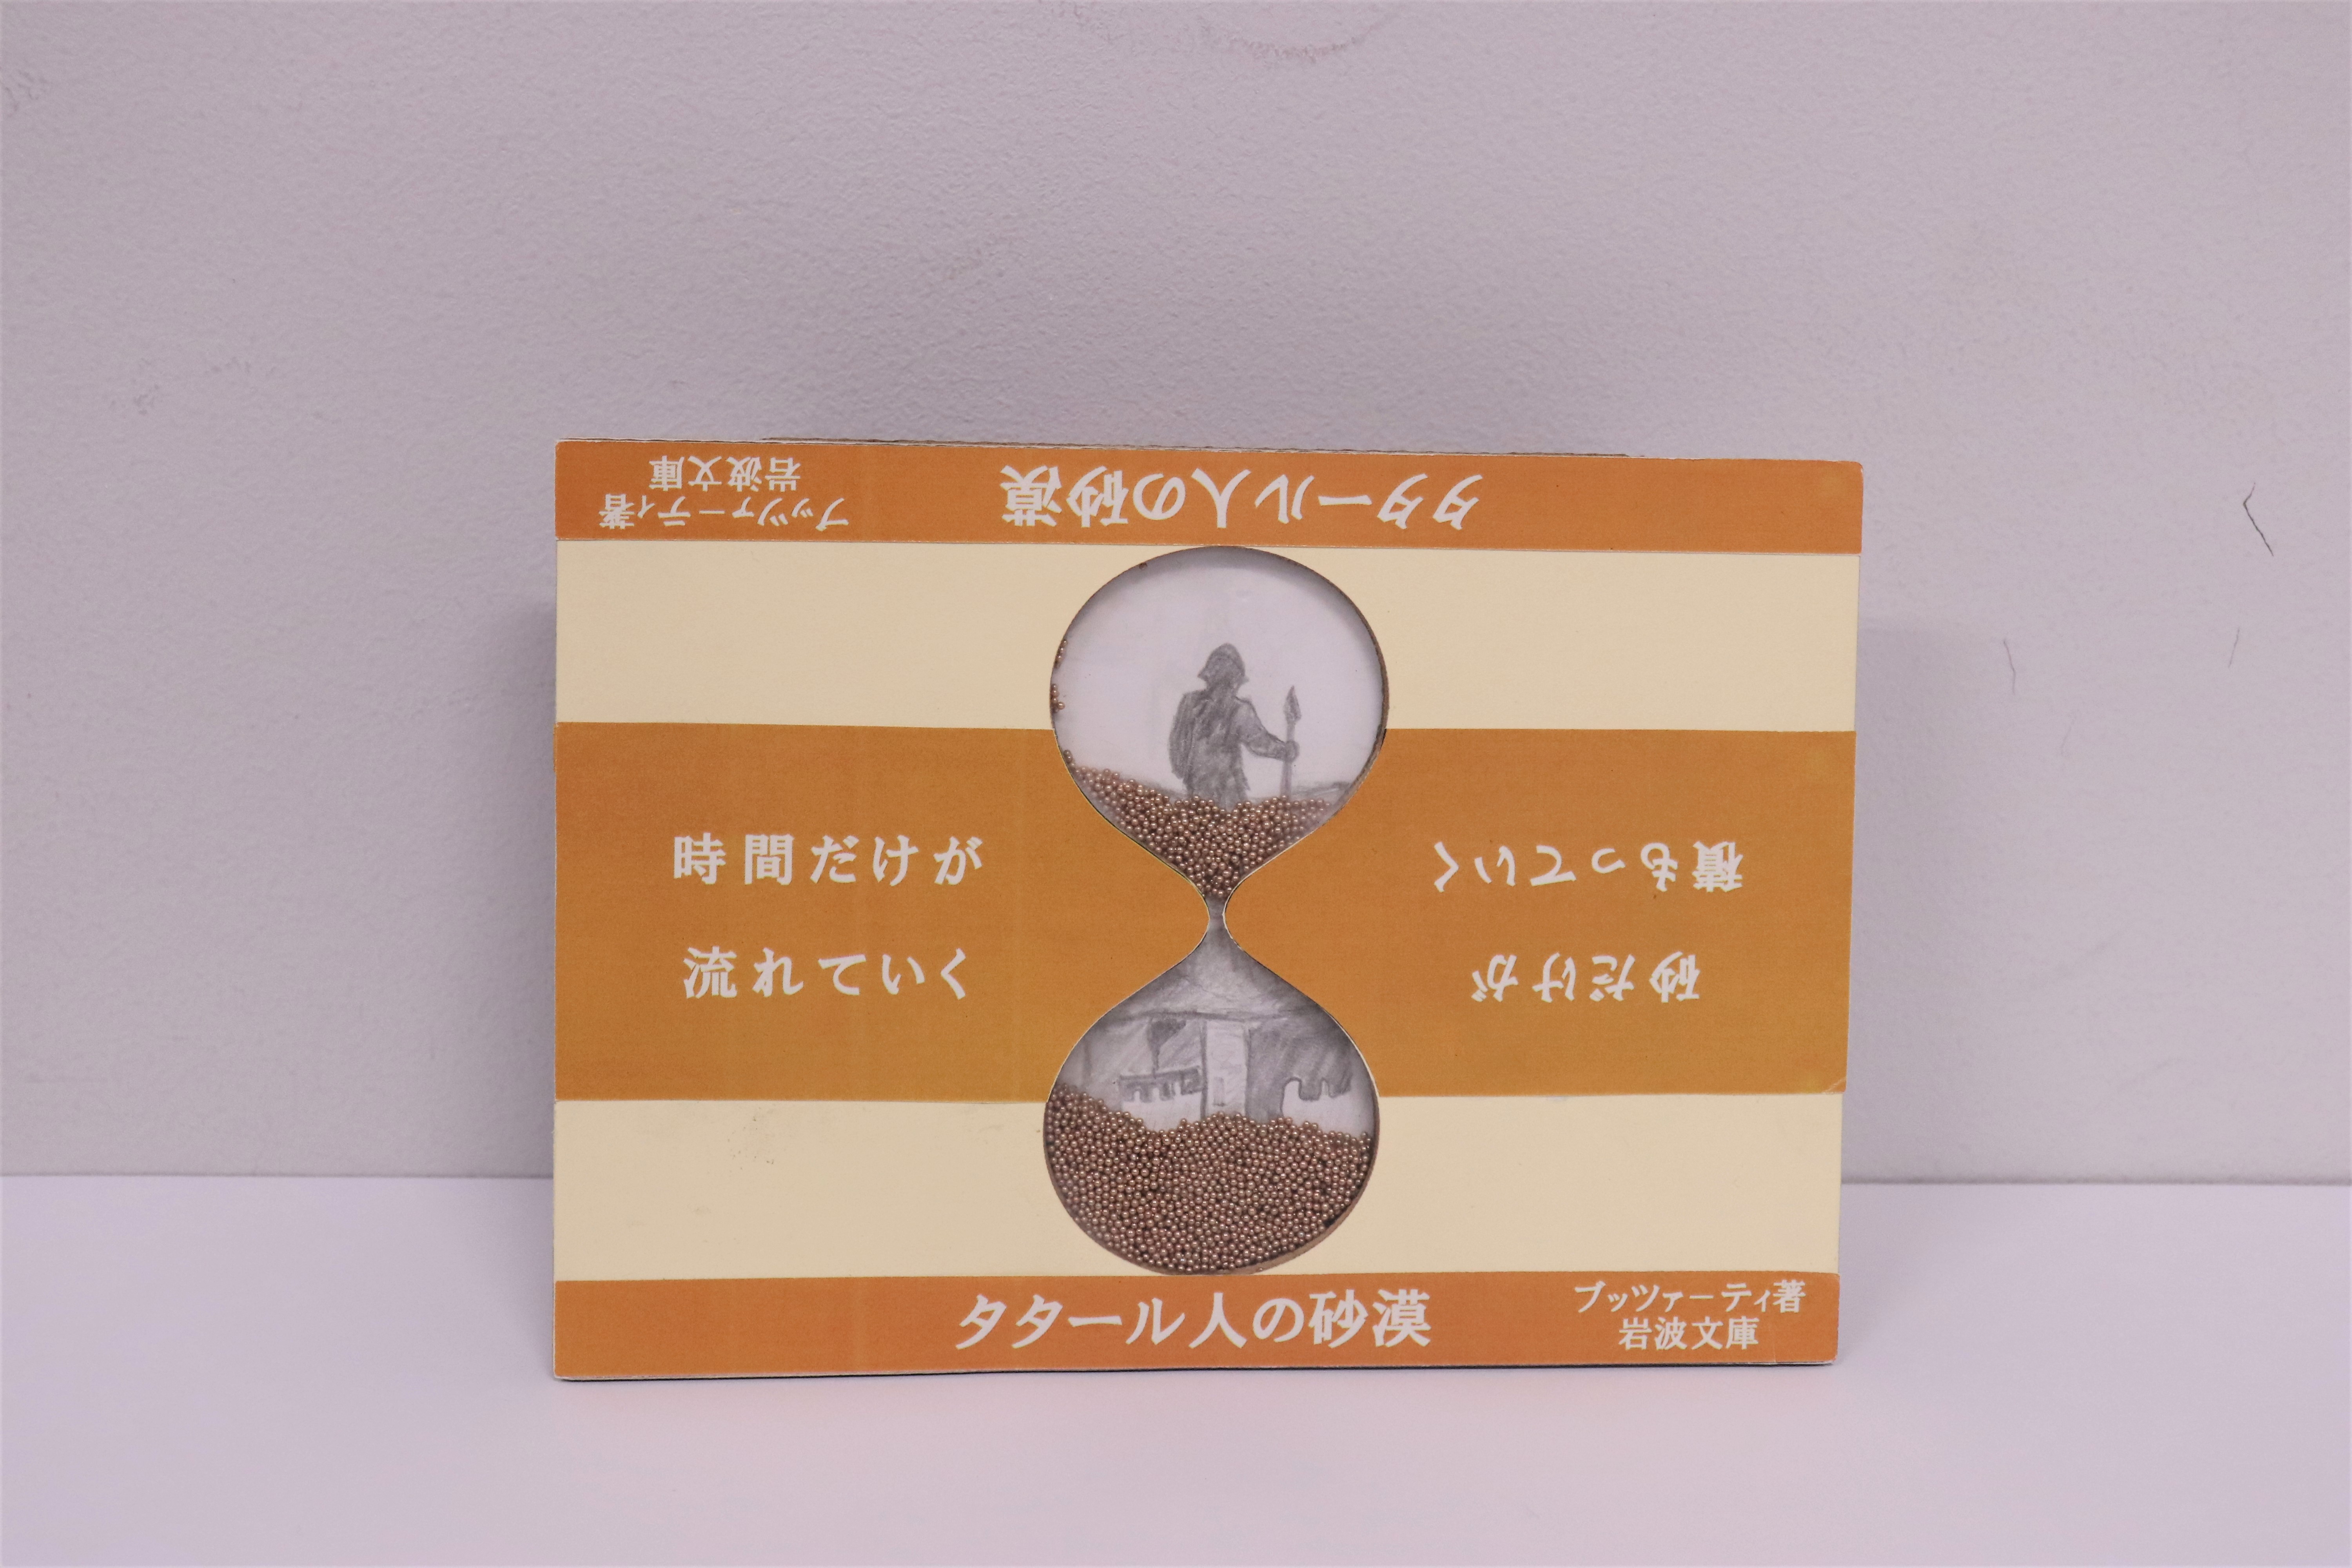 タタール人の砂漠
ブッツァーティ著
岩波文庫
時間だけが
流れていく
砂だけが
積もっていく
タタール人の砂漠
ブッツァーティ著
岩波文庫